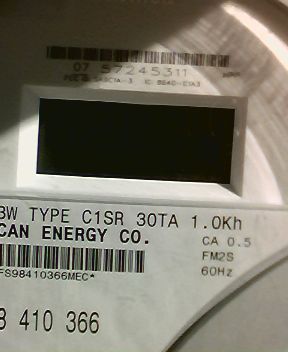 07 57245311
3W TYPE C1SR 30TA 1.0Kh
CAN ENERGY CO.
CA 0.5
FM2S
60Hz
FS98410366MEC*
8 410 366